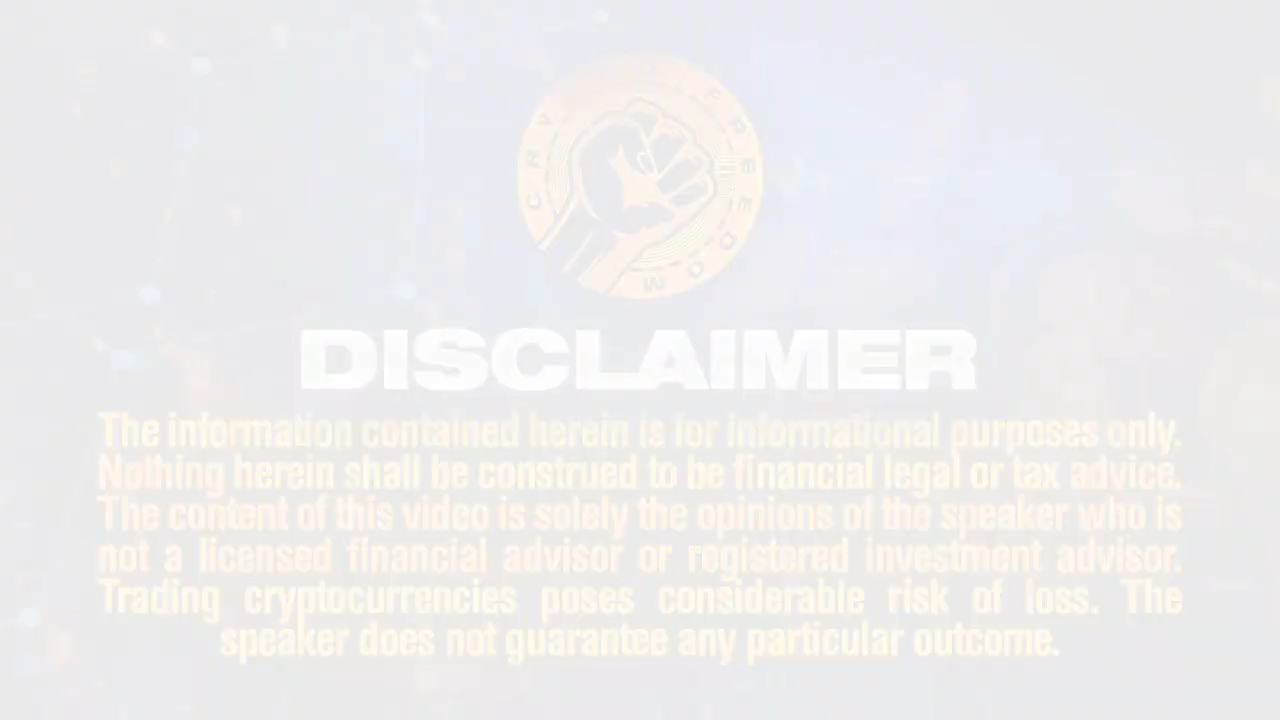 CRYPTO FREEDOM
DISCLAIMER
The information contained herein is for informational purposes only.
Nothing herein shall be construed to be financial legal or tax advice.
The content of this video is solely the opinions of the speaker who is
not a licensed financial advisor or registered investment advisor.
Trading cryptocurrencies poses considerable risk of loss. The
speaker does not guarantee any particular outcome.